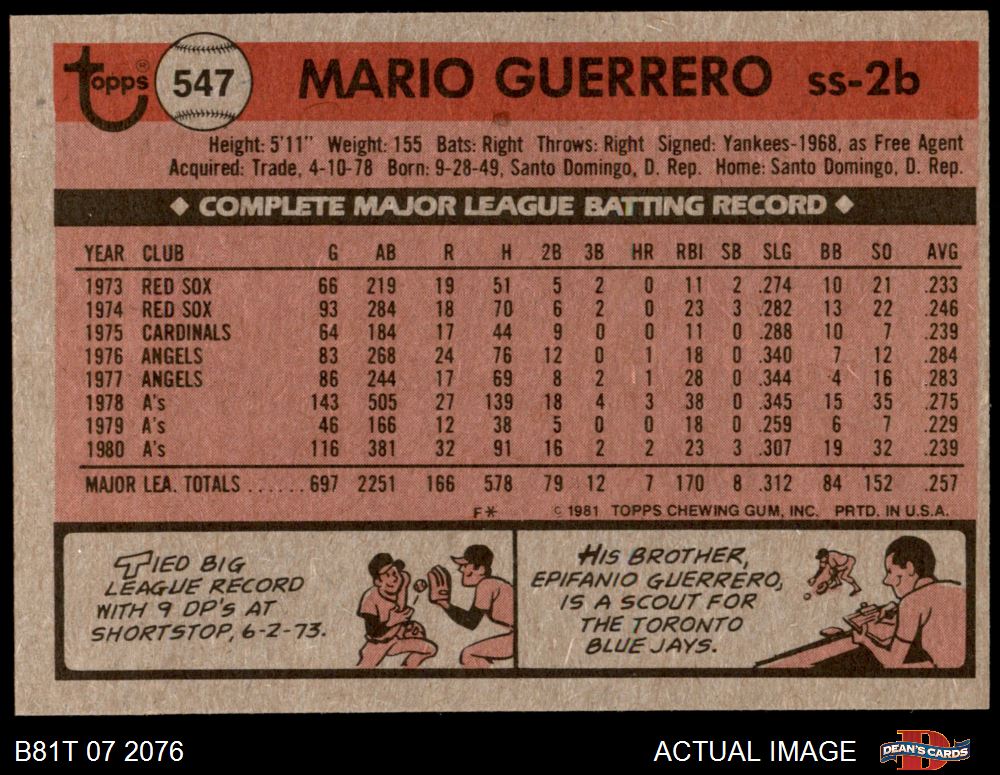 Topps
547
MARIO GUERRERO ss-2b
Height: 5'11" Weight: 155 Bats: Right Throws: Right Signed: Yankees-1968, as Free Agent
Acquired: Trade, 4-10-78 Born: 9-28-49, Santo Domingo, D. Rep. Home: Santo Domingo, D. Rep.
◆ COMPLETE MAJOR LEAGUE BATTING RECORD ◆
YEAR CLUB G AB R H 2B 3B HR RBI SB SLG BB SO AVG
1973 RED SOX 66 219 19 51 5 2 0 11 2 .274 10 21 .233
1974 RED SOX 93 284 18 70 6 2 0 23 3 .282 13 22 .246
1975 CARDINALS 64 184 17 44 9 0 0 11 0 .288 10 7 .239
1976 ANGELS 83 268 24 76 12 0 1 18 0 .340 7 12 .284
1977 ANGELS 86 244 17 69 8 2 1 28 0 .344 4 16 .283
1978 A's 143 505 27 139 18 4 3 38 0 .345 15 35 .275
1979 A's 46 166 12 38 5 0 0 18 0 .259 6 7 .229
1980 A's 116 381 32 91 16 2 2 23 3 .307 19 32 .239
MAJOR LEA. TOTALS ...... 697 2251 166 578 79 12 7 170 8 .312 84 152 .257
F* © 1981 TOPPS CHEWING GUM, INC. PRTD. IN U.S.A.
TIED BIG
LEAGUE RECORD
WITH 9 DP'S AT
SHORTSTOP, 6-2-73.
HIS BROTHER,
EPIFANIO GUERRERO,
IS A SCOUT FOR
THE TORONTO
BLUE JAYS.
B81T 07 2076
ACTUAL IMAGE
DEAN'S CARDS